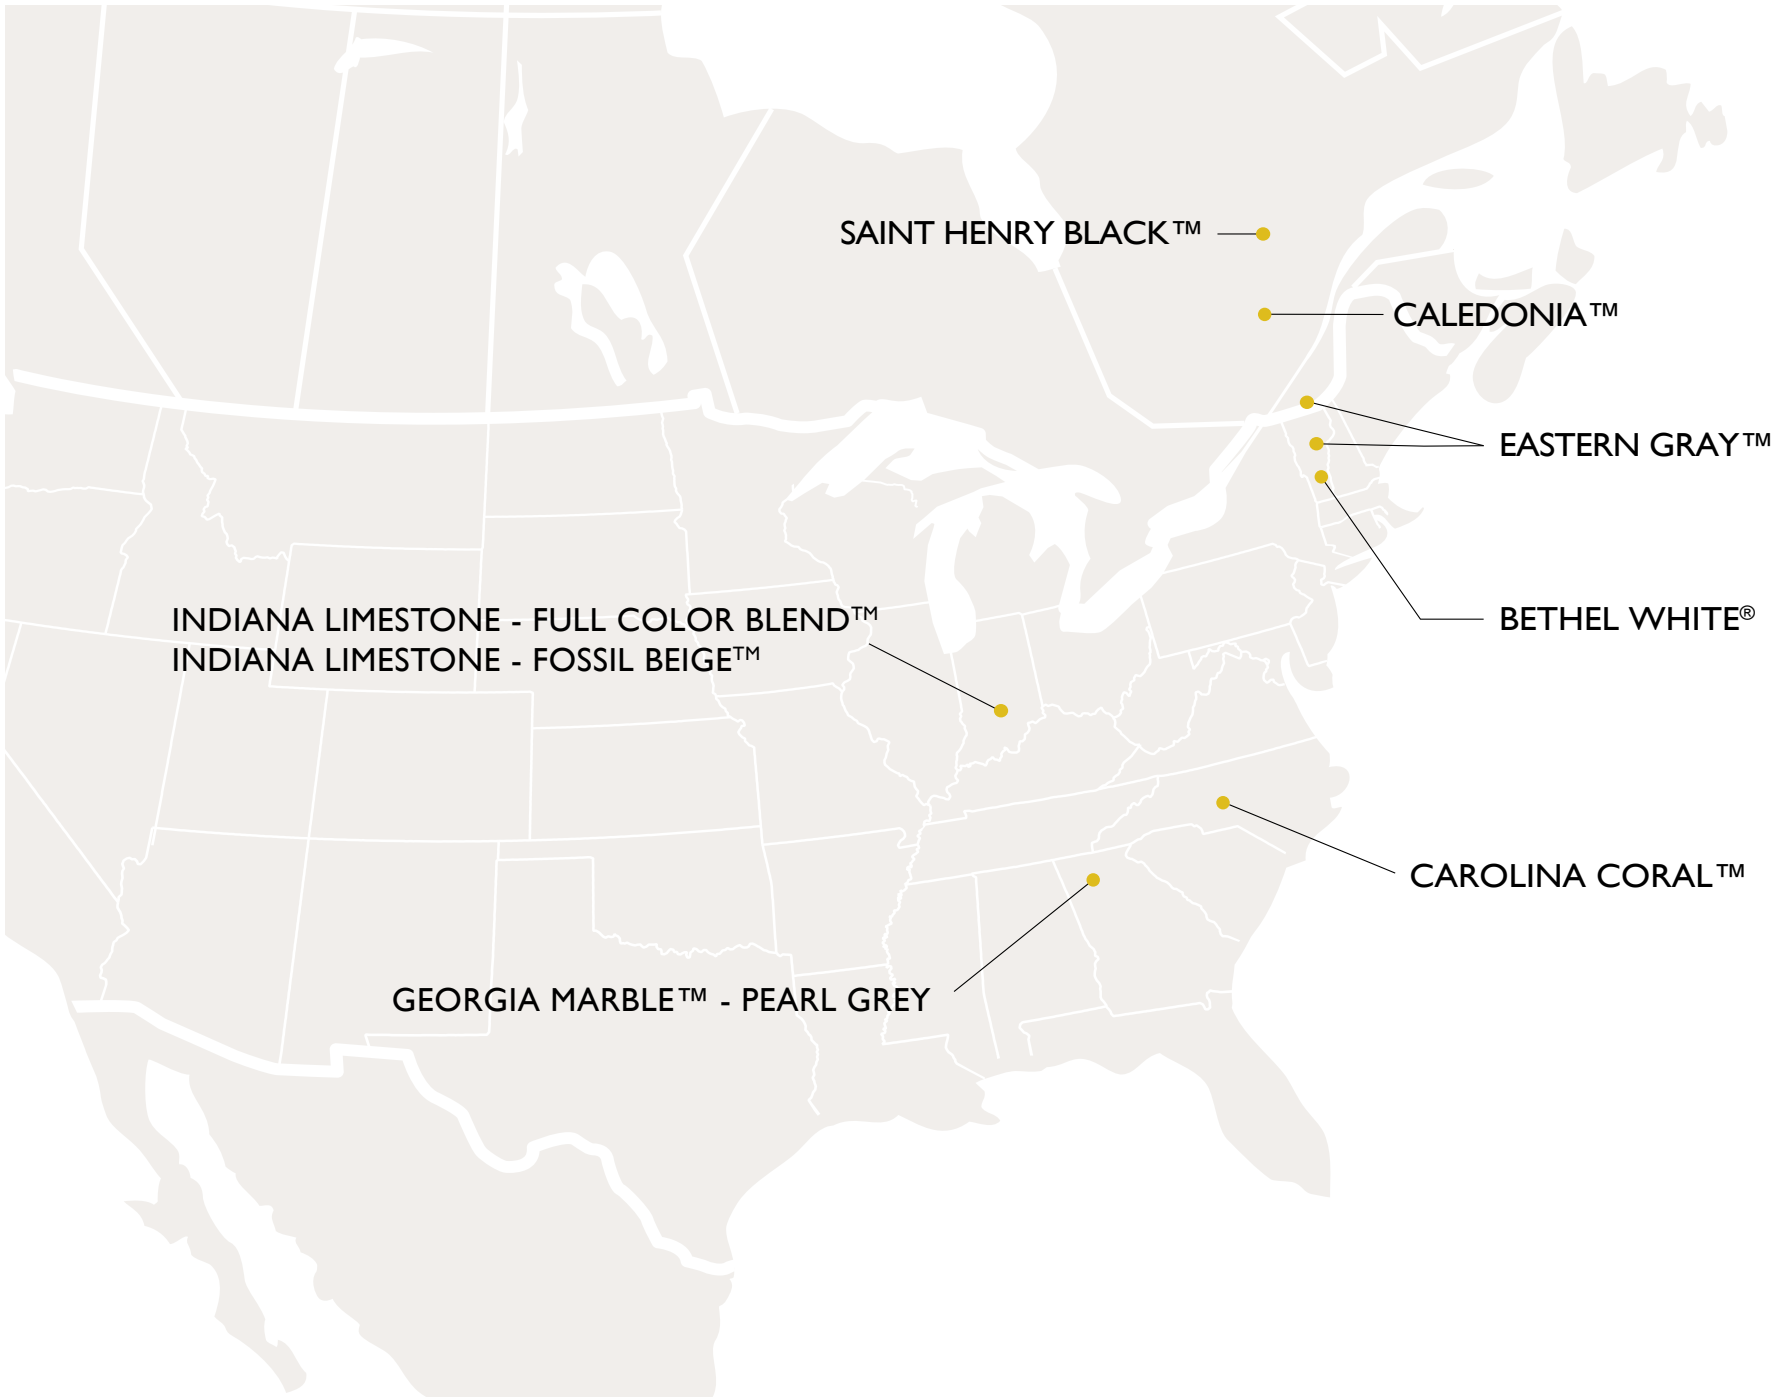 SAINT HENRY BLACK™
CALEDONIA™
EASTERN GRAY™
INDIANA LIMESTONE - FULL COLOR BLEND™
INDIANA LIMESTONE - FOSSIL BEIGE™
BETHEL WHITE®
CAROLINA CORAL™
GEORGIA MARBLE™ - PEARL GREY